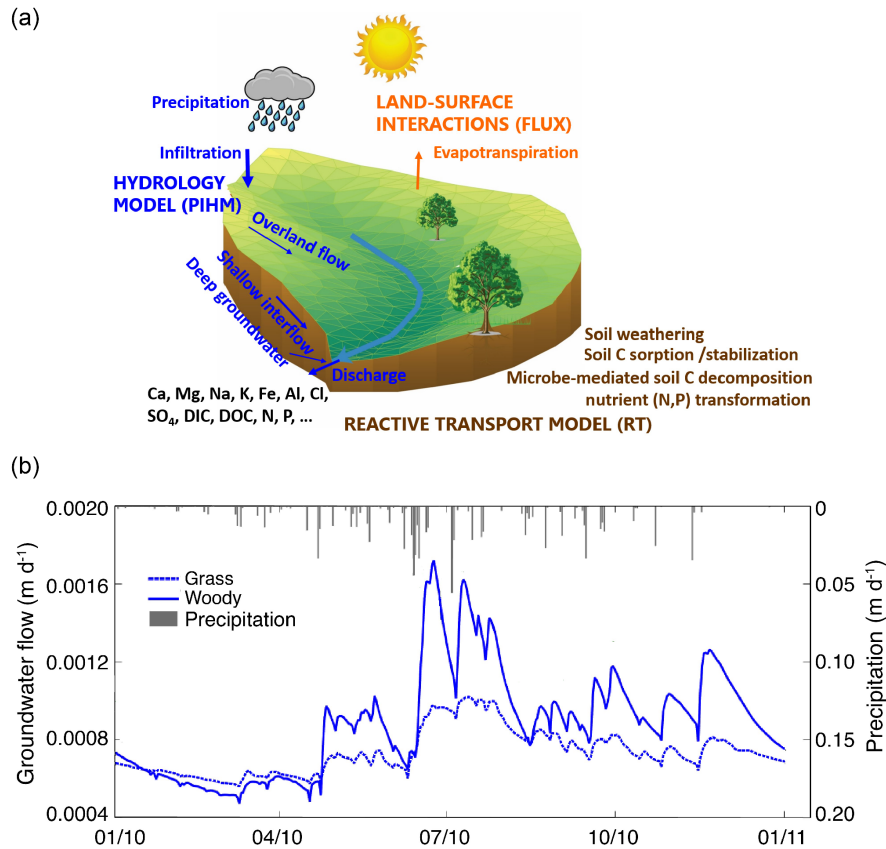 (a)
Precipitation
LAND-SURFACE
INTERACTIONS (FLUX)
Infiltration
Evapotranspiration
HYDROLOGY
MODEL (PIHM)
Overland flow
Shallow interflow
Deep groundwater
Discharge
Soil weathering
Soil C sorption /stabilization
Microbe-mediated soil C decomposition
nutrient (N,P) transformation
Ca, Mg, Na, K, Fe, Al, Cl,
SO₄, DIC, DOC, N, P, ...
REACTIVE TRANSPORT MODEL (RT)
(b)
Groundwater flow (m d⁻¹)
0.0020
0.0016
0.0012
0.0008
0.0004
Grass
Woody
Precipitation
0
0.05
0.10
0.15
0.20
Precipitation (m d⁻¹)
01/10
04/10
07/10
10/10
01/11